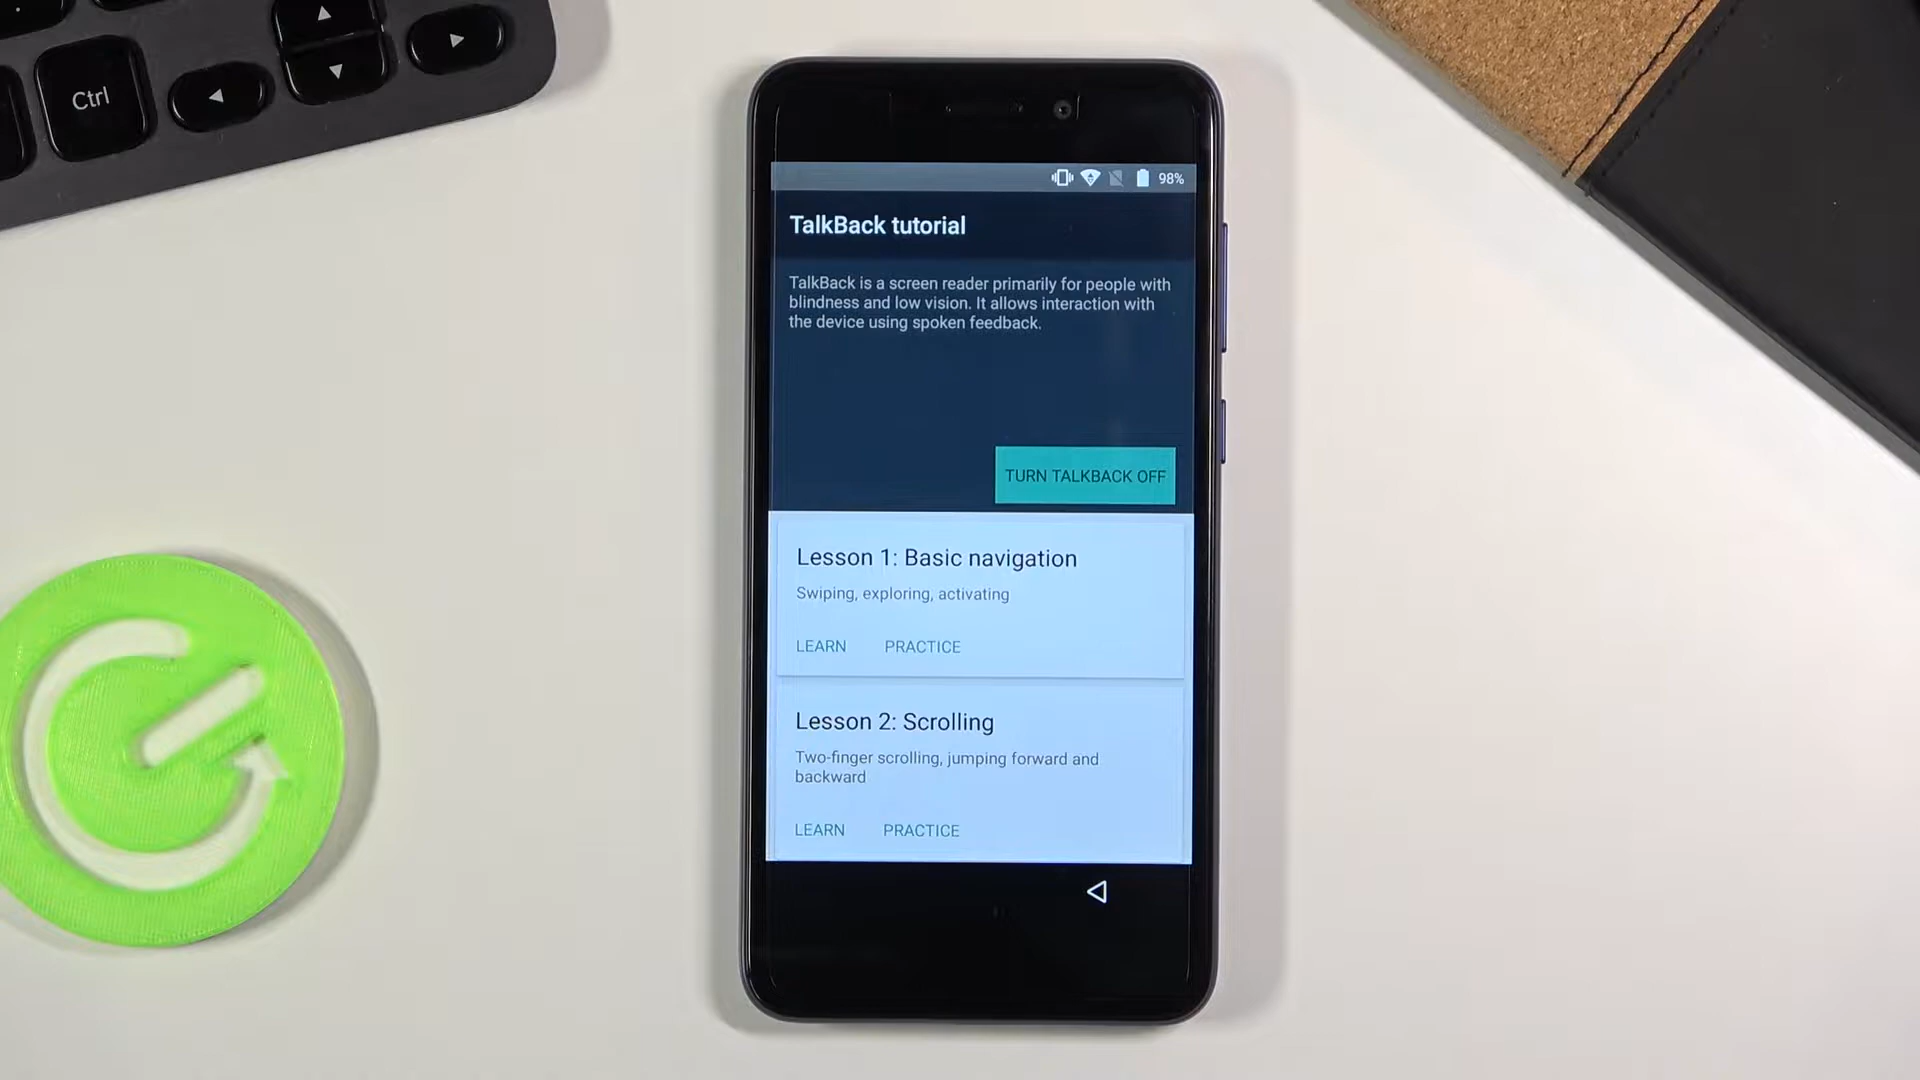 Ctrl
98%
TalkBack tutorial
TalkBack is a screen reader primarily for people with
blindness and low vision. It allows interaction with
the device using spoken feedback.
TURN TALKBACK OFF
Lesson 1: Basic navigation
Swiping, exploring, activating
LEARN PRACTICE
Lesson 2: Scrolling
Two-finger scrolling, jumping forward and
backward
LEARN PRACTICE